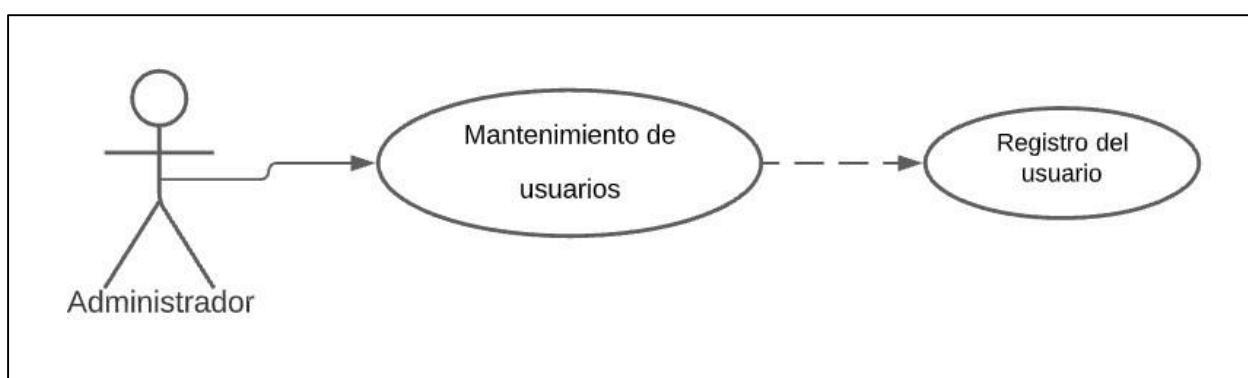 Mantenimiento de
usuarios
Registro del
usuario
Administrador